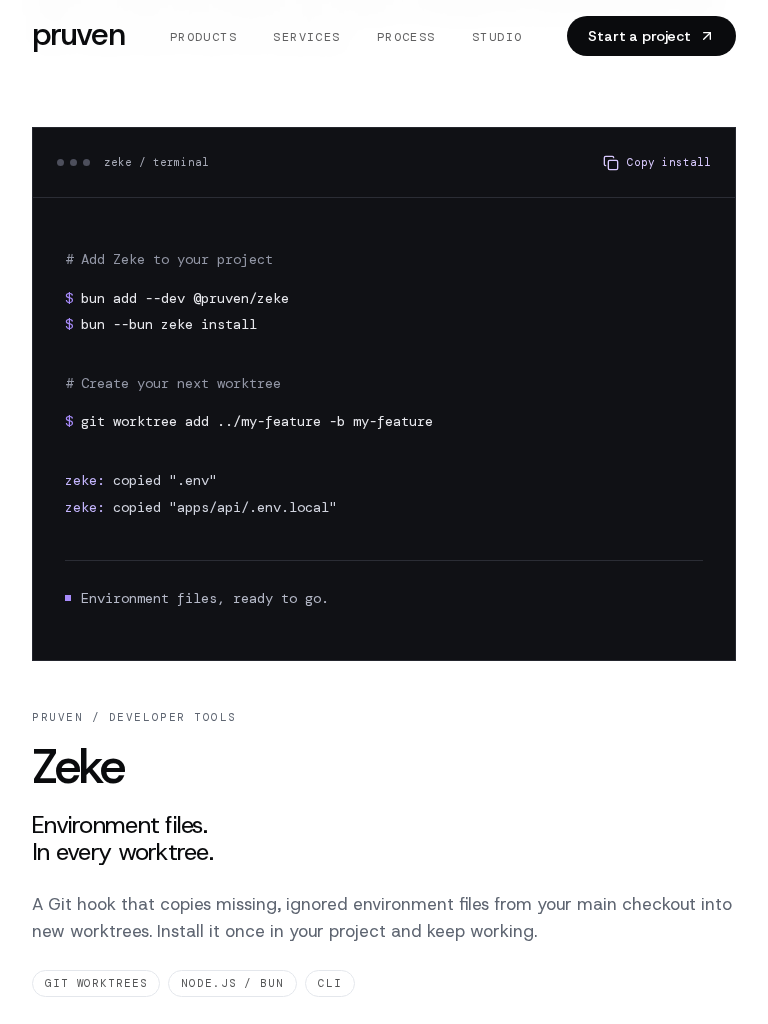 pruven
PRODUCTS
SERVICES
PROCESS
STUDIO
Start a project
zeke / terminal
Copy install
# Add Zeke to your project
$ bun add --dev @pruven/zeke
$ bun --bun zeke install
# Create your next worktree
$ git worktree add ../my-feature -b my-feature
zeke: copied ".env"
zeke: copied "apps/api/.env.local"
Environment files, ready to go.
PRUVEN / DEVELOPER TOOLS
Zeke
Environment files.
In every worktree.
A Git hook that copies missing, ignored environment files from your main checkout into
new worktrees. Install it once in your project and keep working.
GIT WORKTREES
NODE.JS / BUN
CLI